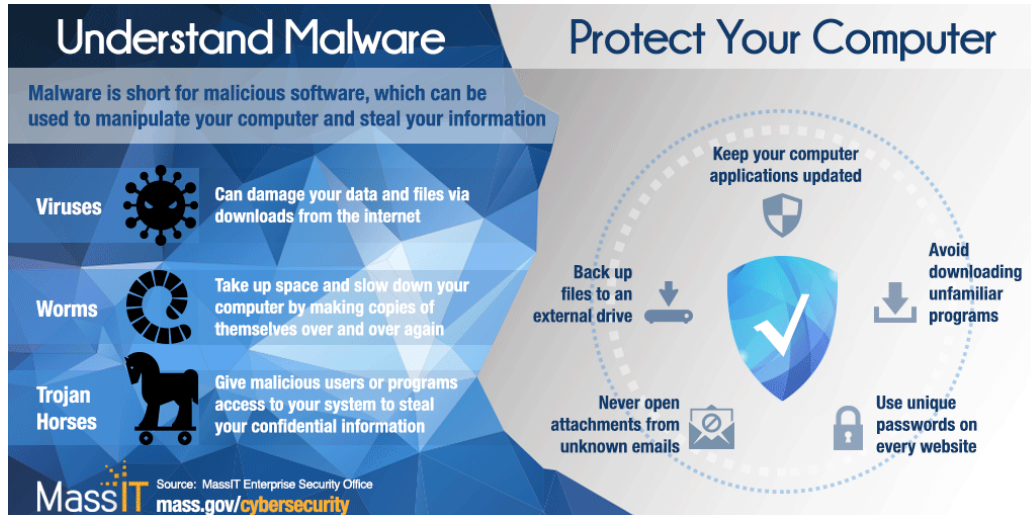 Understand Malware
Malware is short for malicious software, which can be
used to manipulate your computer and steal your information
Viruses
Can damage your data and files via
downloads from the internet
Worms
Take up space and slow down your
computer by making copies of
themselves over and over again
Trojan
Horses
Give malicious users or programs
access to your system to steal
your confidential information
MassIT
Source: MassIT Enterprise Security Office
mass.gov/cybersecurity
Protect Your Computer
Keep your computer
applications updated
Avoid
downloading
unfamiliar
programs
Use unique
passwords on
every website
Never open
attachments from
unknown emails
Back up
files to an
external drive